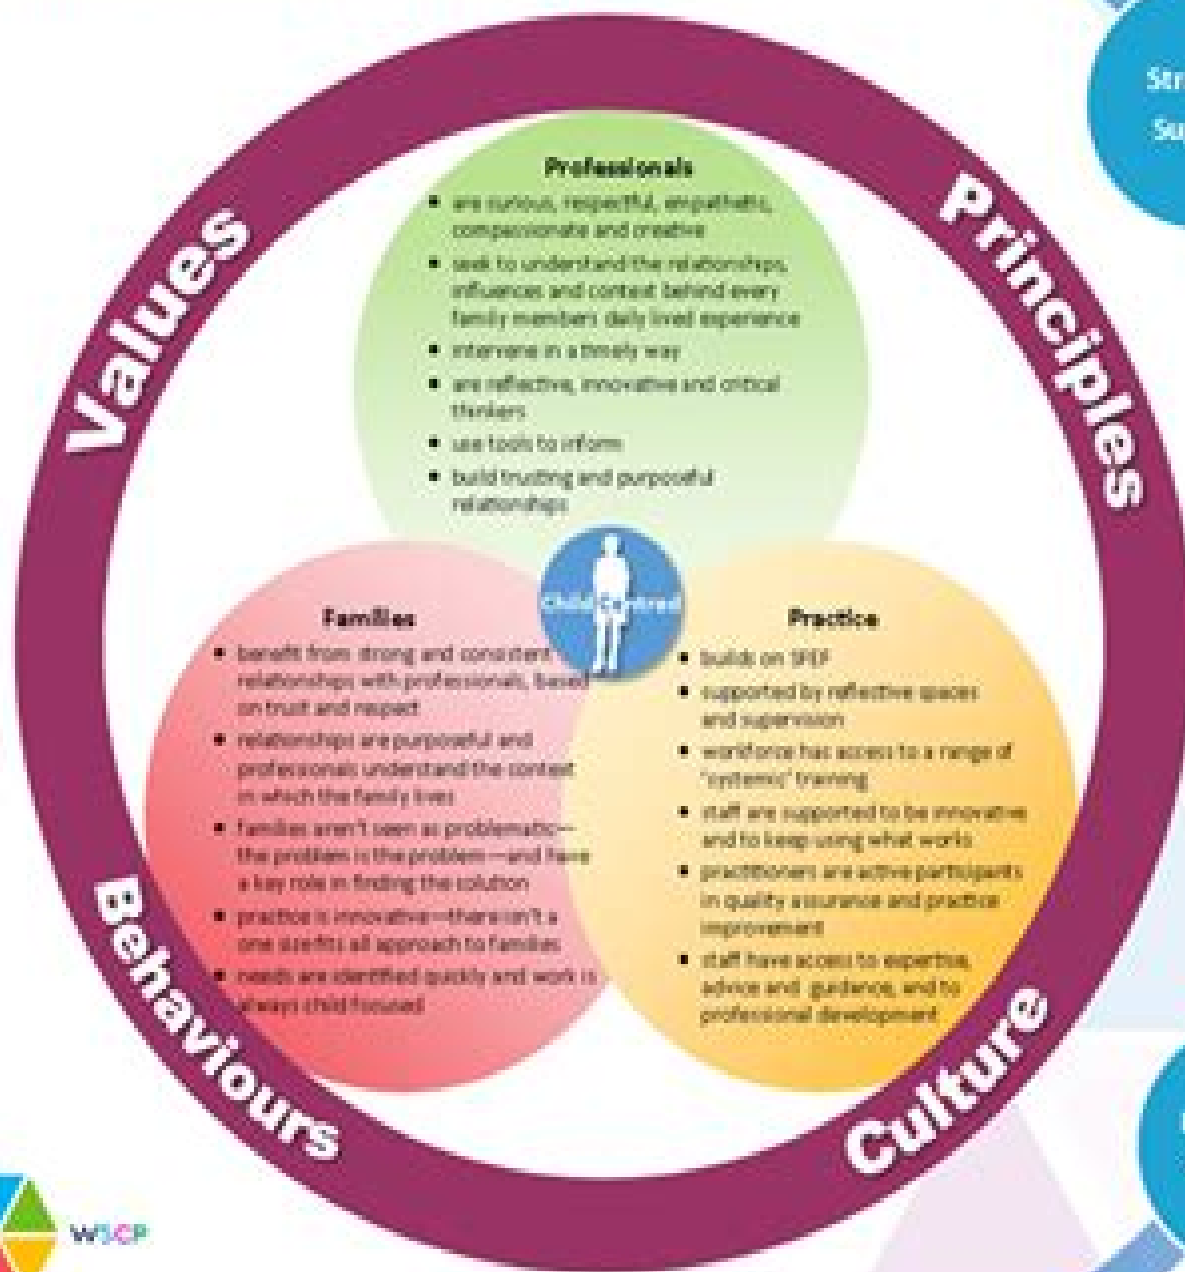 Values
Principles
Behaviours
Culture
Professionals
• are curious, respectful, empathetic,
compassionate and creative
• seek to understand the relationships,
influences and context behind every
family members daily lived experience
• intervene in a timely way
• are reflective, innovative and critical
thinkers
• use tools to inform
• build trusting and purposeful
relationships
Child Centred
Families
• benefit from strong and consistent
relationships with professionals, based
on trust and respect
• relationships are purposeful and
professionals understand the context
in which the family lives
• families aren't seen as problematic—
the problem is the problem—and have
a key role in finding the solution
• practice is innovative—there isn't a
one size fits all approach to families
• needs are identified quickly and work is
always child focused
Practice
• builds on
• supported by reflective spaces
and supervision
• workforce has access to a range of
'systemic' training
• staff are supported to be innovative
and to keep using what works
• practitioners are active participants
in quality assurance and practice
improvement
• staff have access to expertise,
advice and guidance, and to
professional development
Str
Su
WSCP